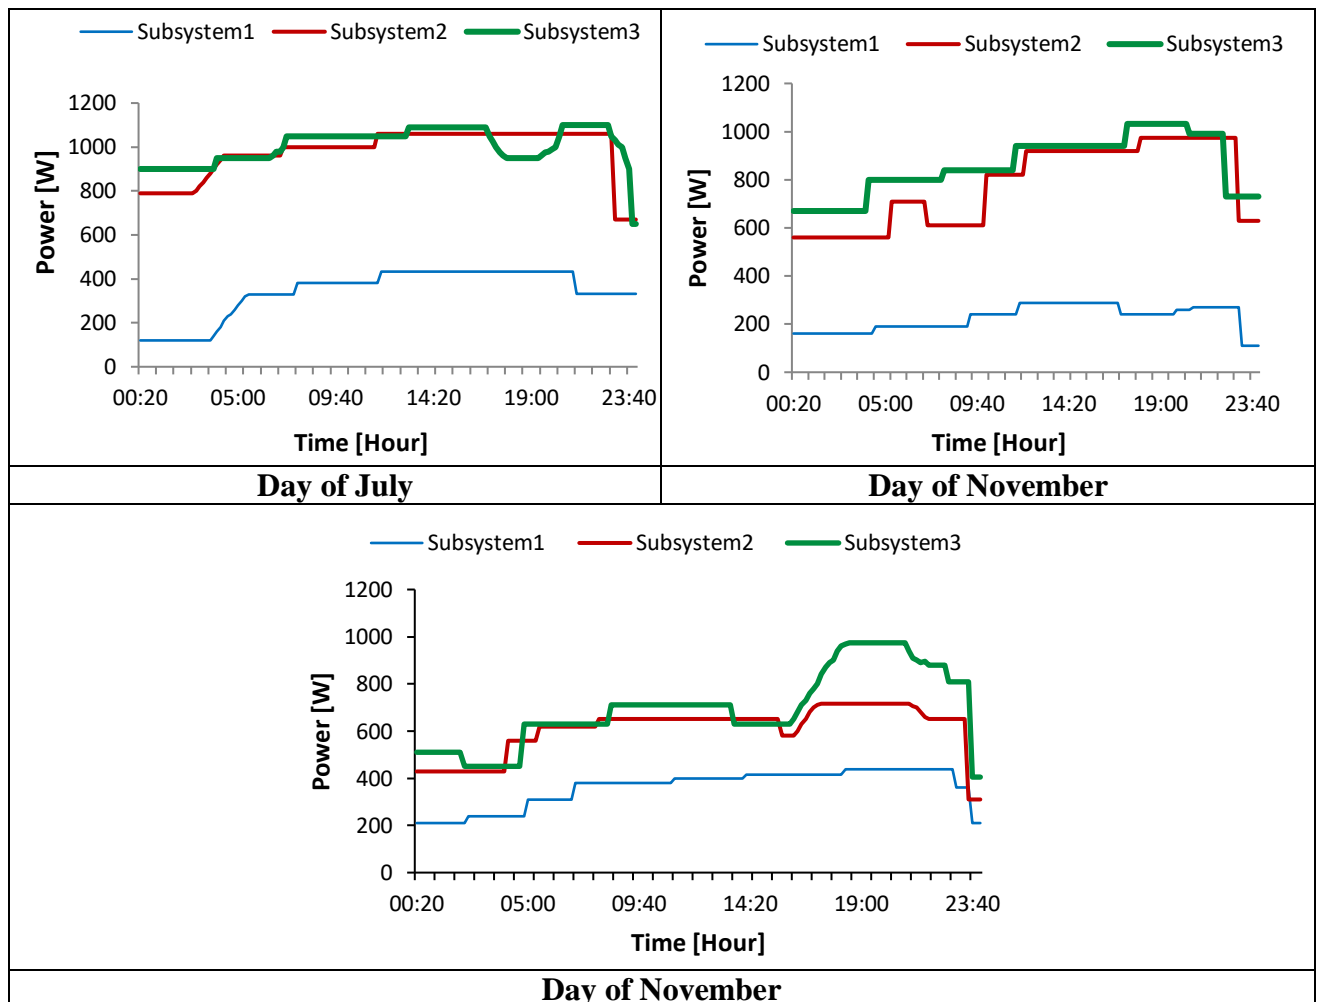 Subsystem1 Subsystem2 Subsystem3
1200
1000
800
600
400
200
0
Power [W]
00:20 05:00 09:40 14:20 19:00 23:40
Time [Hour]
Day of July
Subsystem1 Subsystem2 Subsystem3
1200
1000
800
600
400
200
0
Power [W]
00:20 05:00 09:40 14:20 19:00 23:40
Time [Hour]
Day of November
Subsystem1 Subsystem2 Subsystem3
1200
1000
800
600
400
200
0
Power [W]
00:20 05:00 09:40 14:20 19:00 23:40
Time [Hour]
Day of November